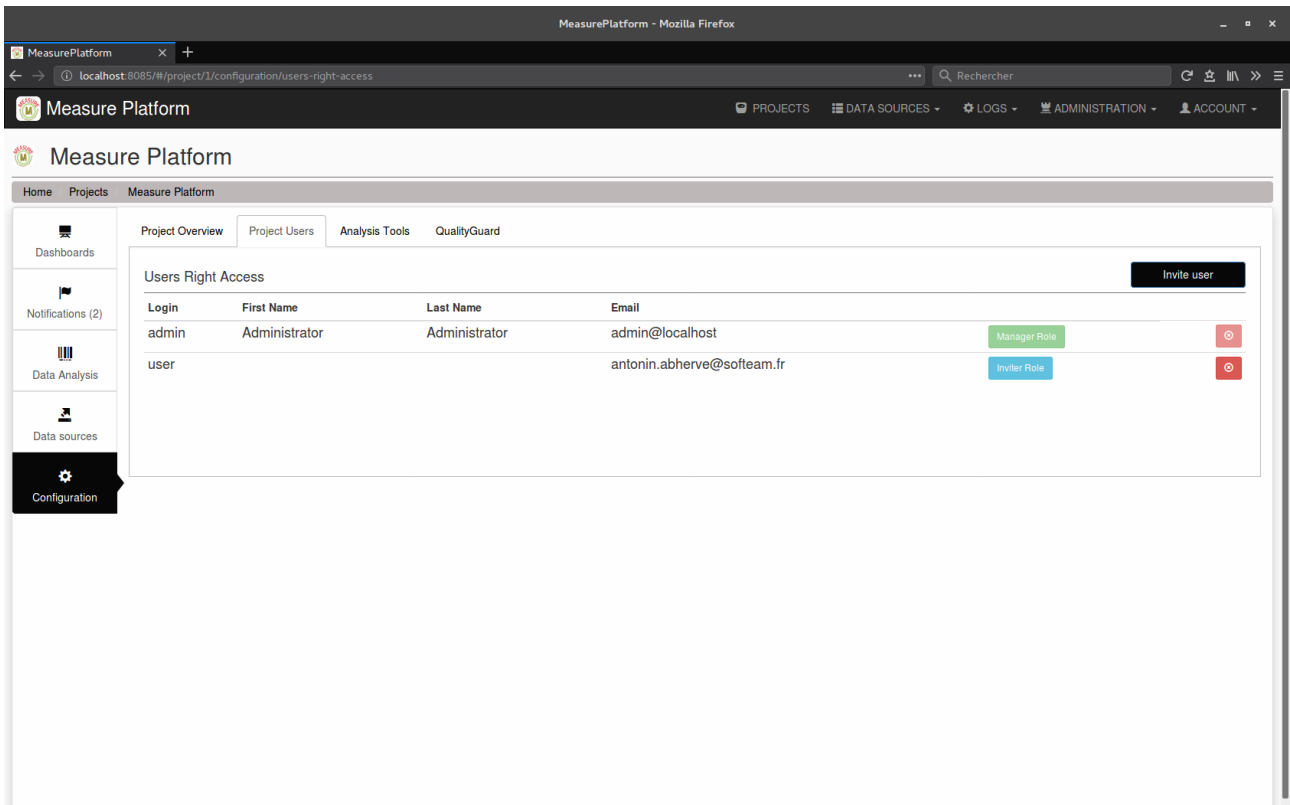 MeasurePlatform - Mozilla Firefox
MeasurePlatform
localhost:8085/#/project/1/configuration/users-right-access
Rechercher
Measure Platform
PROJECTS
DATA SOURCES
LOGS
ADMINISTRATION
ACCOUNT
Measure Platform
Home Projects Measure Platform
Dashboards
Notifications (2)
Data Analysis
Data sources
Configuration
Project Overview Project Users Analysis Tools QualityGuard
Users Right Access
Invite user
Login First Name Last Name Email
admin Administrator Administrator admin@localhost Manager Role
user antonin.abherve@softeam.fr Inviter Role